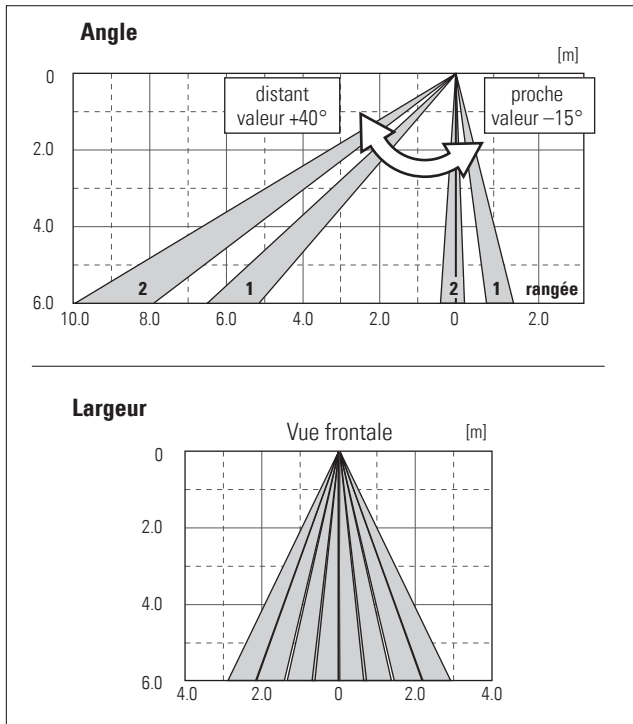 Angle
[m]
0
distant
valeur +40°
proche
valeur –15°
2.0
4.0
2 1 2 1 rangée
6.0
10.0 8.0 6.0 4.0 2.0 0 2.0
Largeur
Vue frontale [m]
0
2.0
4.0
6.0
4.0 2.0 0 2.0 4.0